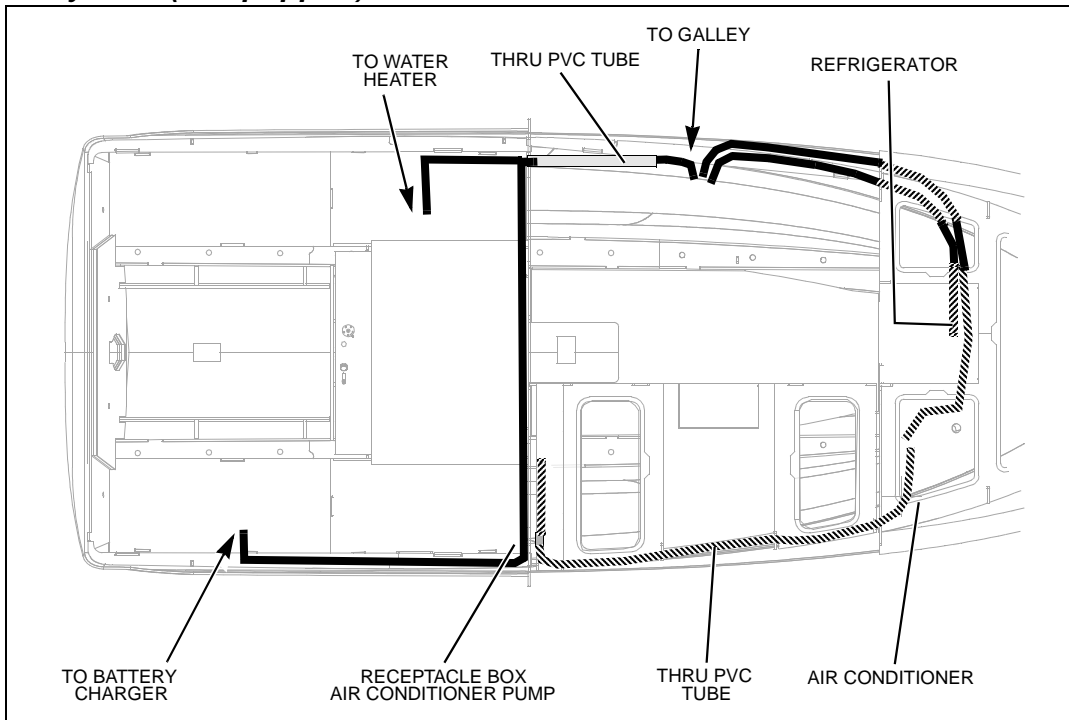 TO GALLEY
TO WATER
HEATER
THRU PVC TUBE
REFRIGERATOR
TO BATTERY
CHARGER
RECEPTACLE BOX
AIR CONDITIONER PUMP
THRU PVC
TUBE
AIR CONDITIONER